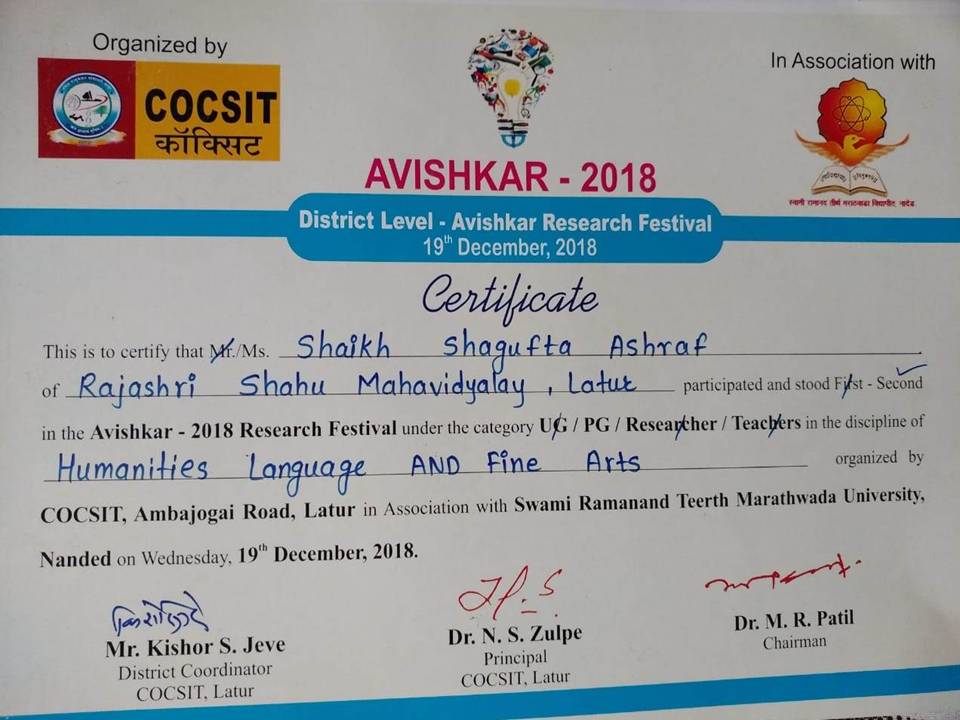 Organized by
COCSIT
कॉक्सिट
In Association with
स्वामी रामानंद तीर्थ मराठवाडा विद्यापीठ, नांदेड
AVISHKAR - 2018
District Level - Avishkar Research Festival
19th December, 2018
Certificate
This is to certify that Mr./Ms. Shaikh Shagufta Ashraf
of Rajashri Shahu Mahavidyalay, Latur participated and stood First - Second
in the Avishkar - 2018 Research Festival under the category UG / PG / Researcher / Teachers in the discipline of
Humanities Language AND Fine Arts organized by
COCSIT, Ambajogai Road, Latur in Association with Swami Ramanand Teerth Marathwada University,
Nanded on Wednesday, 19th December, 2018.
Mr. Kishor S. Jeve
District Coordinator
COCSIT, Latur
Dr. N. S. Zulpe
Principal
COCSIT, Latur
Dr. M. R. Patil
Chairman